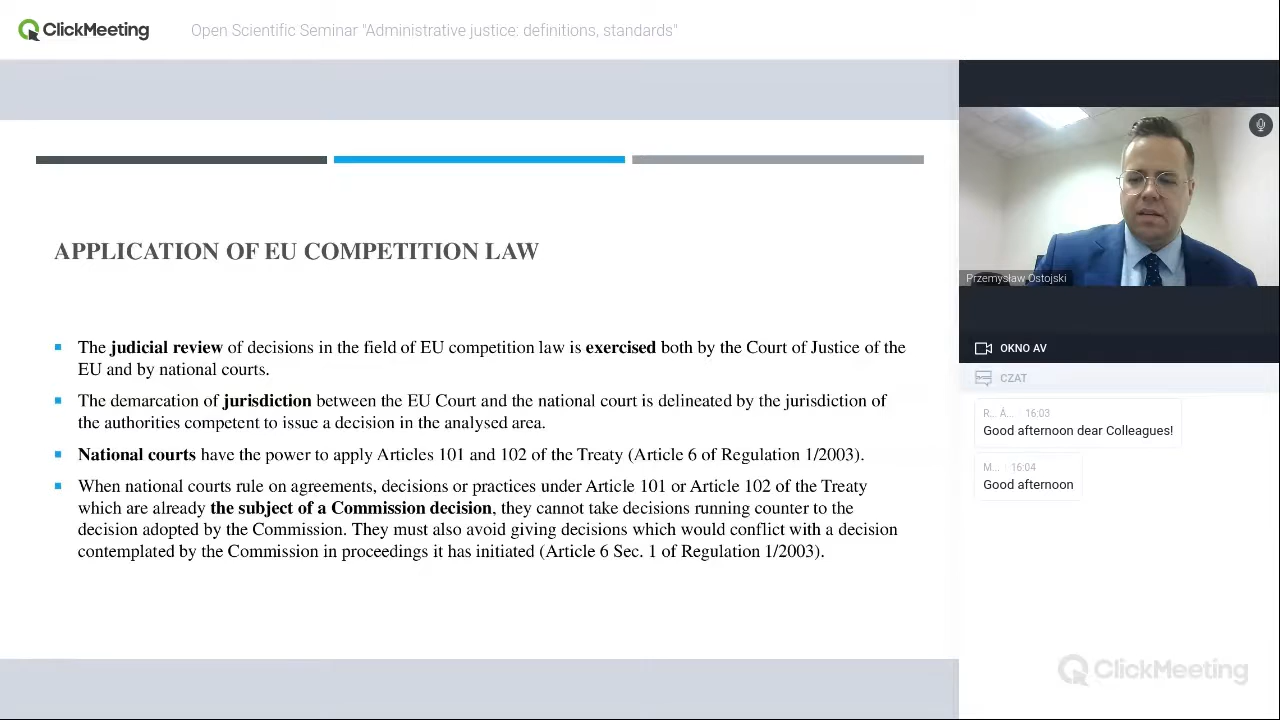 ClickMeeting
Open Scientific Seminar "Administrative justice: definitions, standards"
APPLICATION OF EU COMPETITION LAW
The judicial review of decisions in the field of EU competition law is exercised both by the Court of Justice of the
EU and by national courts.
The demarcation of jurisdiction between the EU Court and the national court is delineated by the jurisdiction of
the authorities competent to issue a decision in the analysed area.
National courts have the power to apply Articles 101 and 102 of the Treaty (Article 6 of Regulation 1/2003).
When national courts rule on agreements, decisions or practices under Article 101 or Article 102 of the Treaty
which are already the subject of a Commission decision, they cannot take decisions running counter to the
decision adopted by the Commission. They must also avoid giving decisions which would conflict with a decision
contemplated by the Commission in proceedings it has initiated (Article 6 Sec. 1 of Regulation 1/2003).
Przemysław Ostojski
OKNO AV
CZAT
R... Á... 16:03
Good afternoon dear Colleagues!
M... 16:04
Good afternoon
ClickMeeting